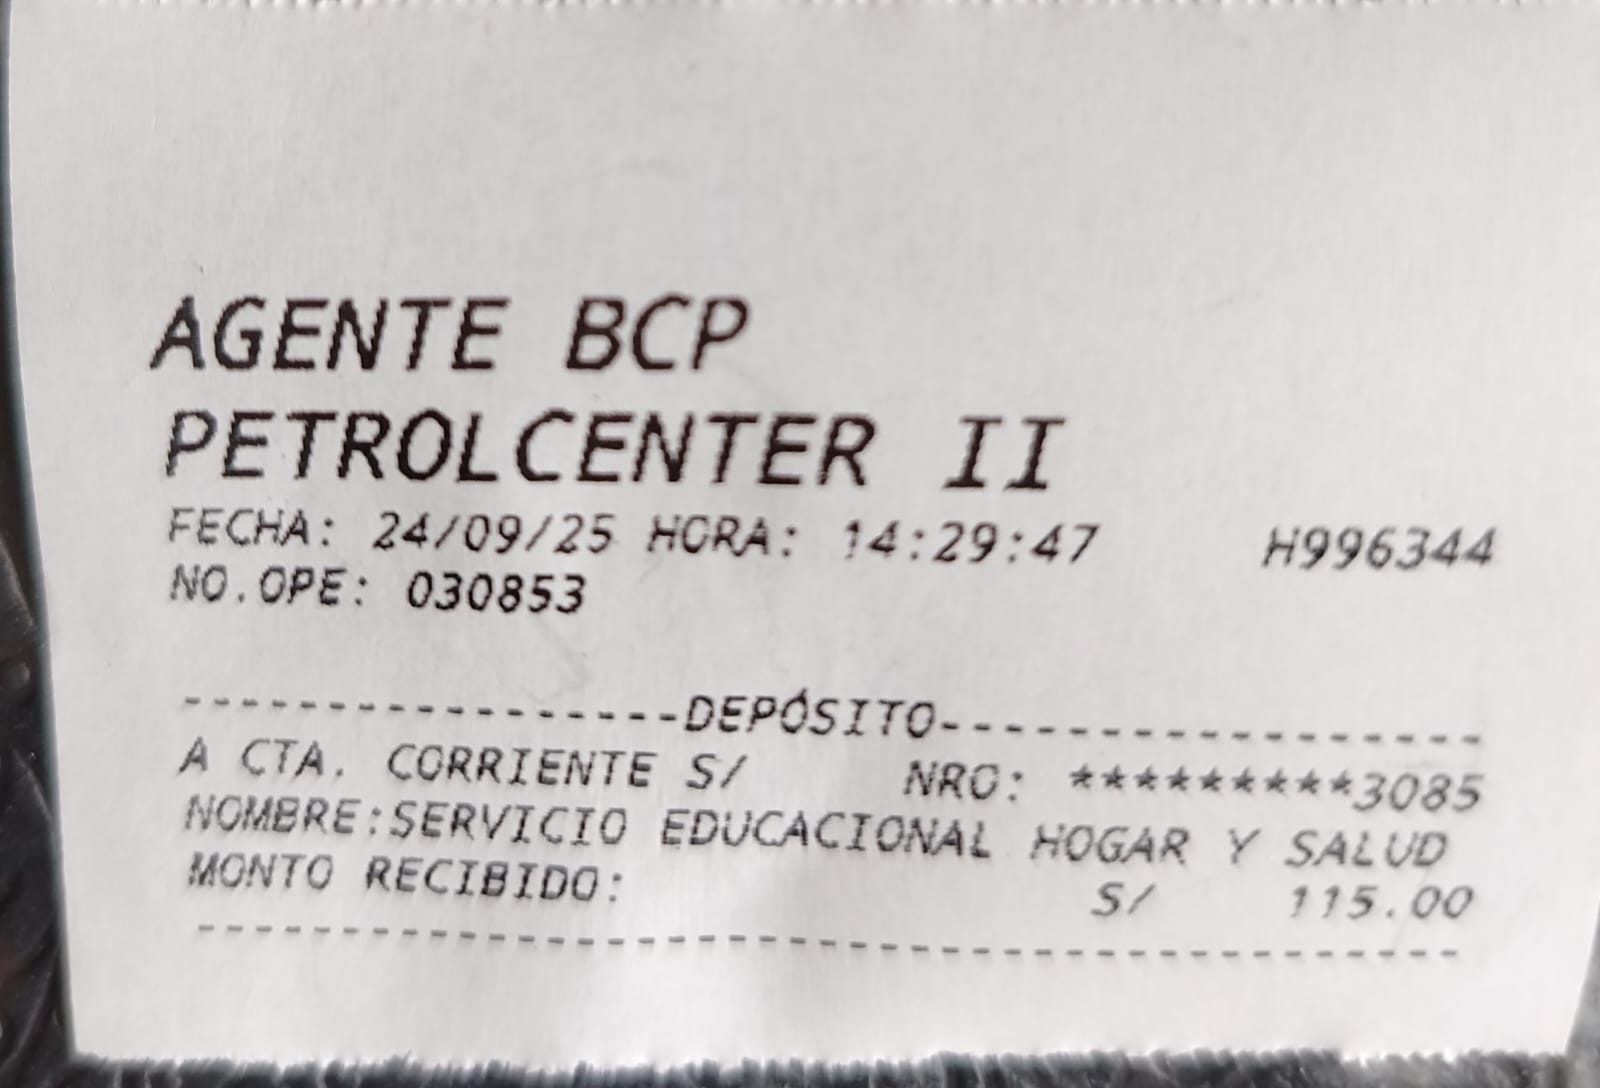 AGENTE BCP
PETROLCENTER II
FECHA: 24/09/25 HORA: 14:29:47 H996344
NO.OPE: 030853
------------------DEPÓSITO-------------------
A CTA. CORRIENTE S/ NRO: *********3085
NOMBRE:SERVICIO EDUCACIONAL HOGAR Y SALUD
MONTO RECIBIDO: S/ 115.00
--------------------------------------------